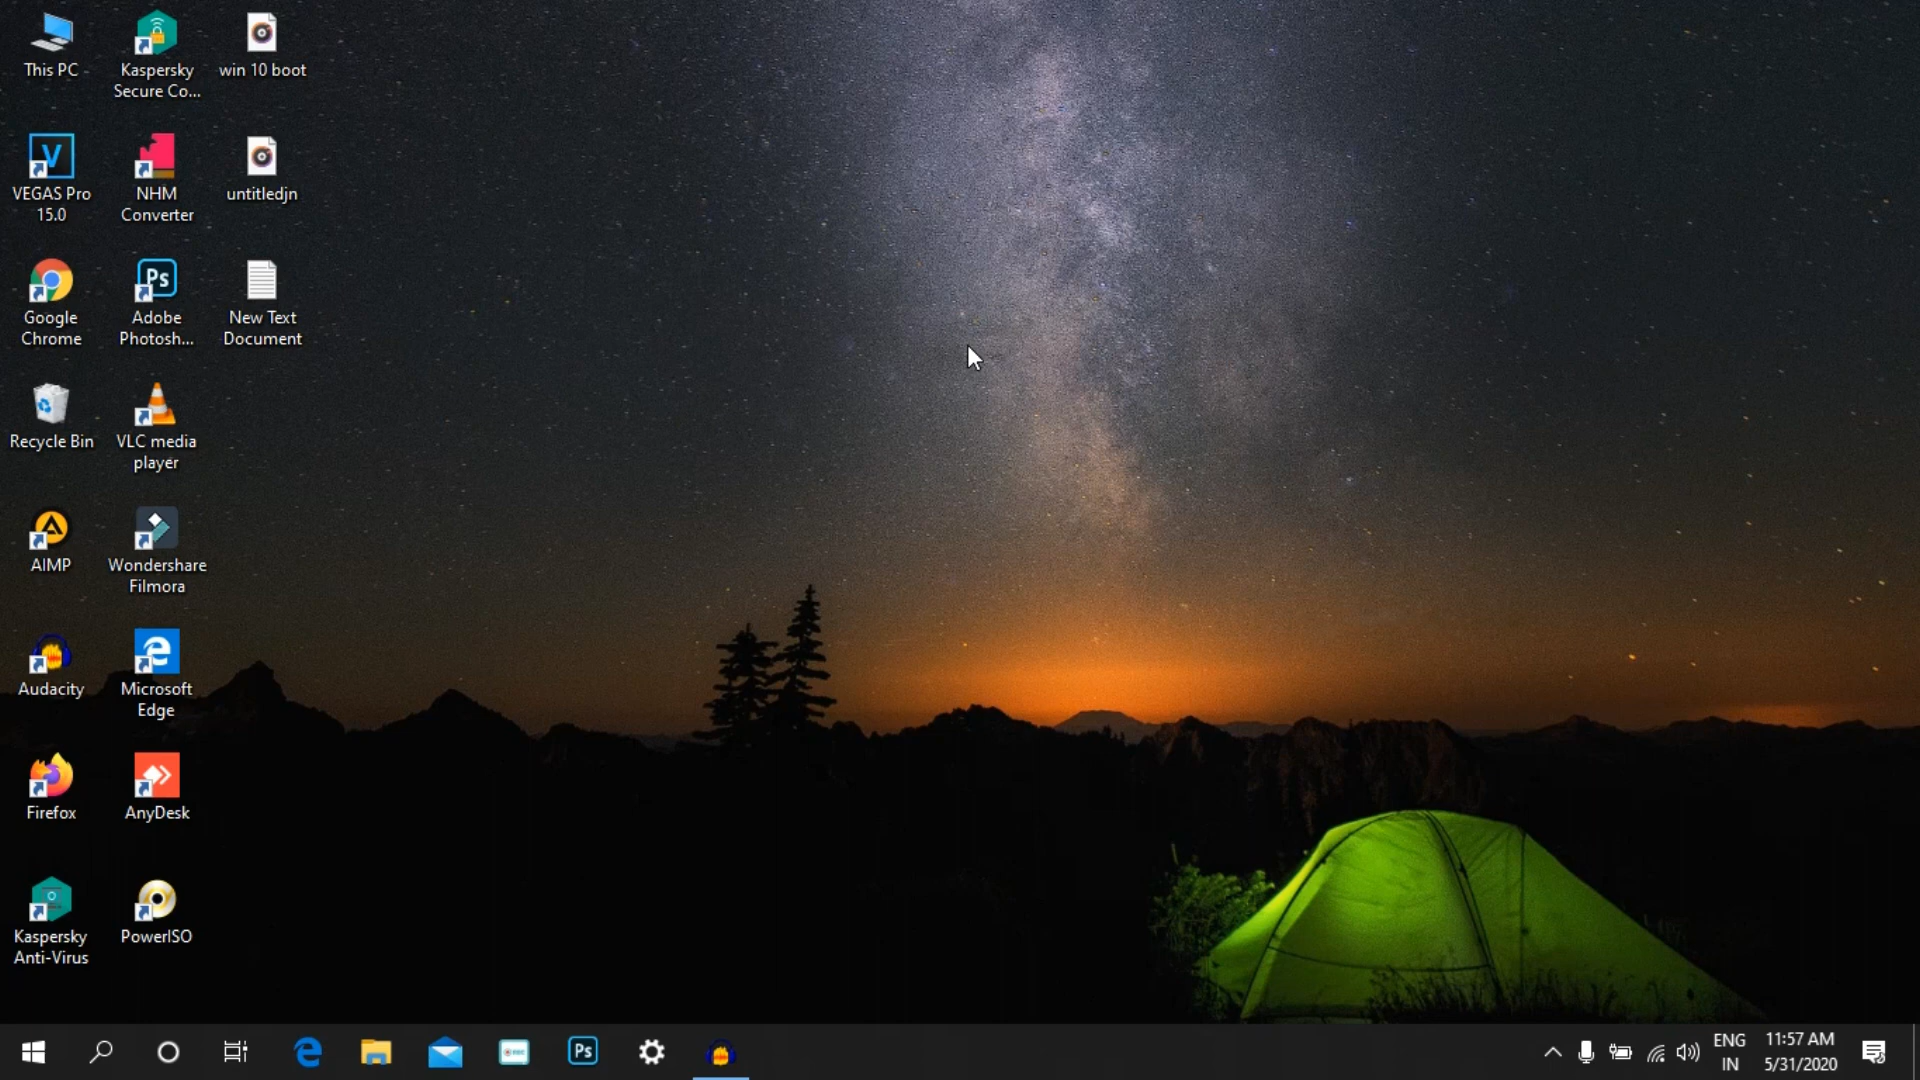 This PC
Kaspersky
Secure Co...
win 10 boot
VEGAS Pro
15.0
NHM
Converter
untitledjn
Google
Chrome
Ps
Adobe
Photosh...
New Text
Document
Recycle Bin
VLC media
player
AIMP
Wondershare
Filmora
Audacity
Microsoft
Edge
Firefox
AnyDesk
Kaspersky
Anti-Virus
PowerISO
Ps
ENG
IN
11:57 AM
5/31/2020